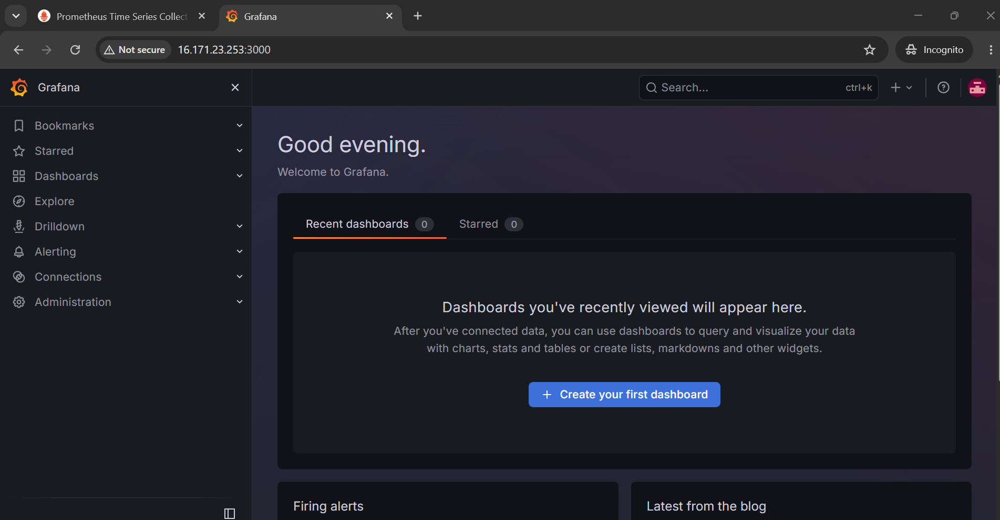 Prometheus Time Series Collect
Grafana
Not secure
16.171.23.253:3000
Incognito
Grafana
Search...
ctrl+k
Bookmarks
Starred
Dashboards
Explore
Drilldown
Alerting
Connections
Administration
Good evening.
Welcome to Grafana.
Recent dashboards 0
Starred 0
Dashboards you've recently viewed will appear here.
After you've connected data, you can use dashboards to query and visualize your data
with charts, stats and tables or create lists, markdowns and other widgets.
+ Create your first dashboard
Firing alerts
Latest from the blog